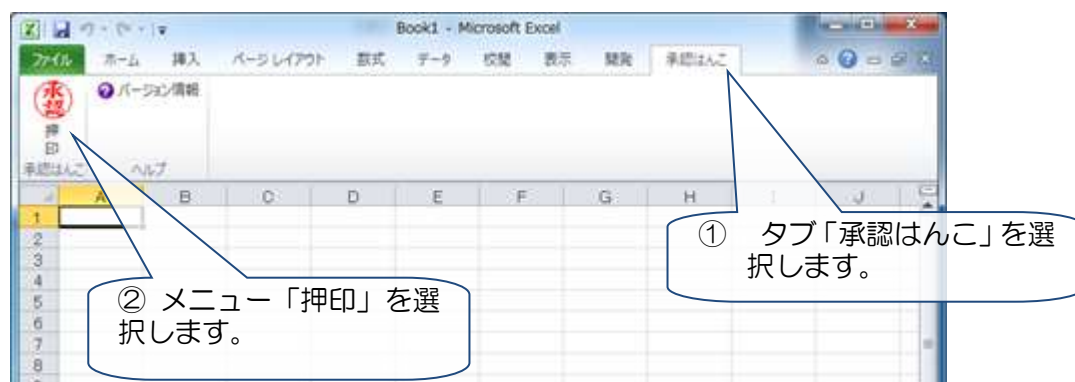 Book1 - Microsoft Excel
ファイル ホーム 挿入 ページ レイアウト 数式 データ 校閲 表示 開発 承認はんこ
承認
バージョン情報
押
印
承認はんこ ヘルプ
A B C D E F G H I J
1
2
3
4
5
6
7
8
① タブ「承認はんこ」を選
択します。
② メニュー「押印」を選
択します。